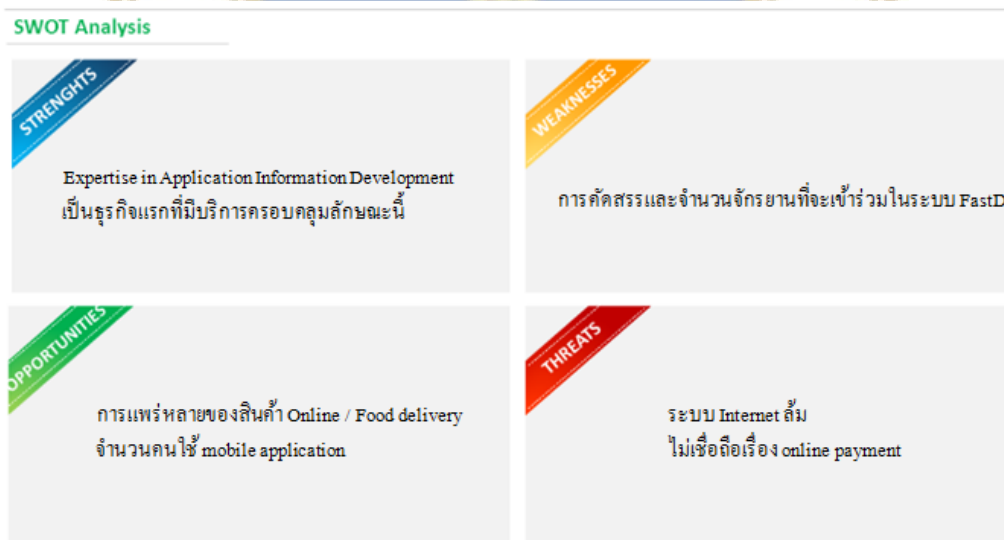 SWOT Analysis
STRENGHTS
Expertise in Application Information Development
เป็นธุรกิจแรกที่มีบริการครอบคลุมลักษณะนี้
WEAKNESSES
การคัดสรรและจำนวนจักรยานที่จะเข้าร่วมในระบบ FastD
OPPORTUNITIES
การแพร่หลายของสินค้า Online / Food delivery
จำนวนคนใช้ mobile application
THREATS
ระบบ Internet ล้ม
ไม่เชื่อถือเรื่อง online payment